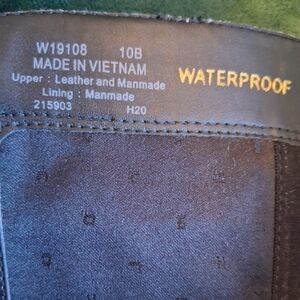 W19108 10B
MADE IN VIETNAM
Upper : Leather and Manmade
Lining : Manmade
215903 H20
WATERPROOF